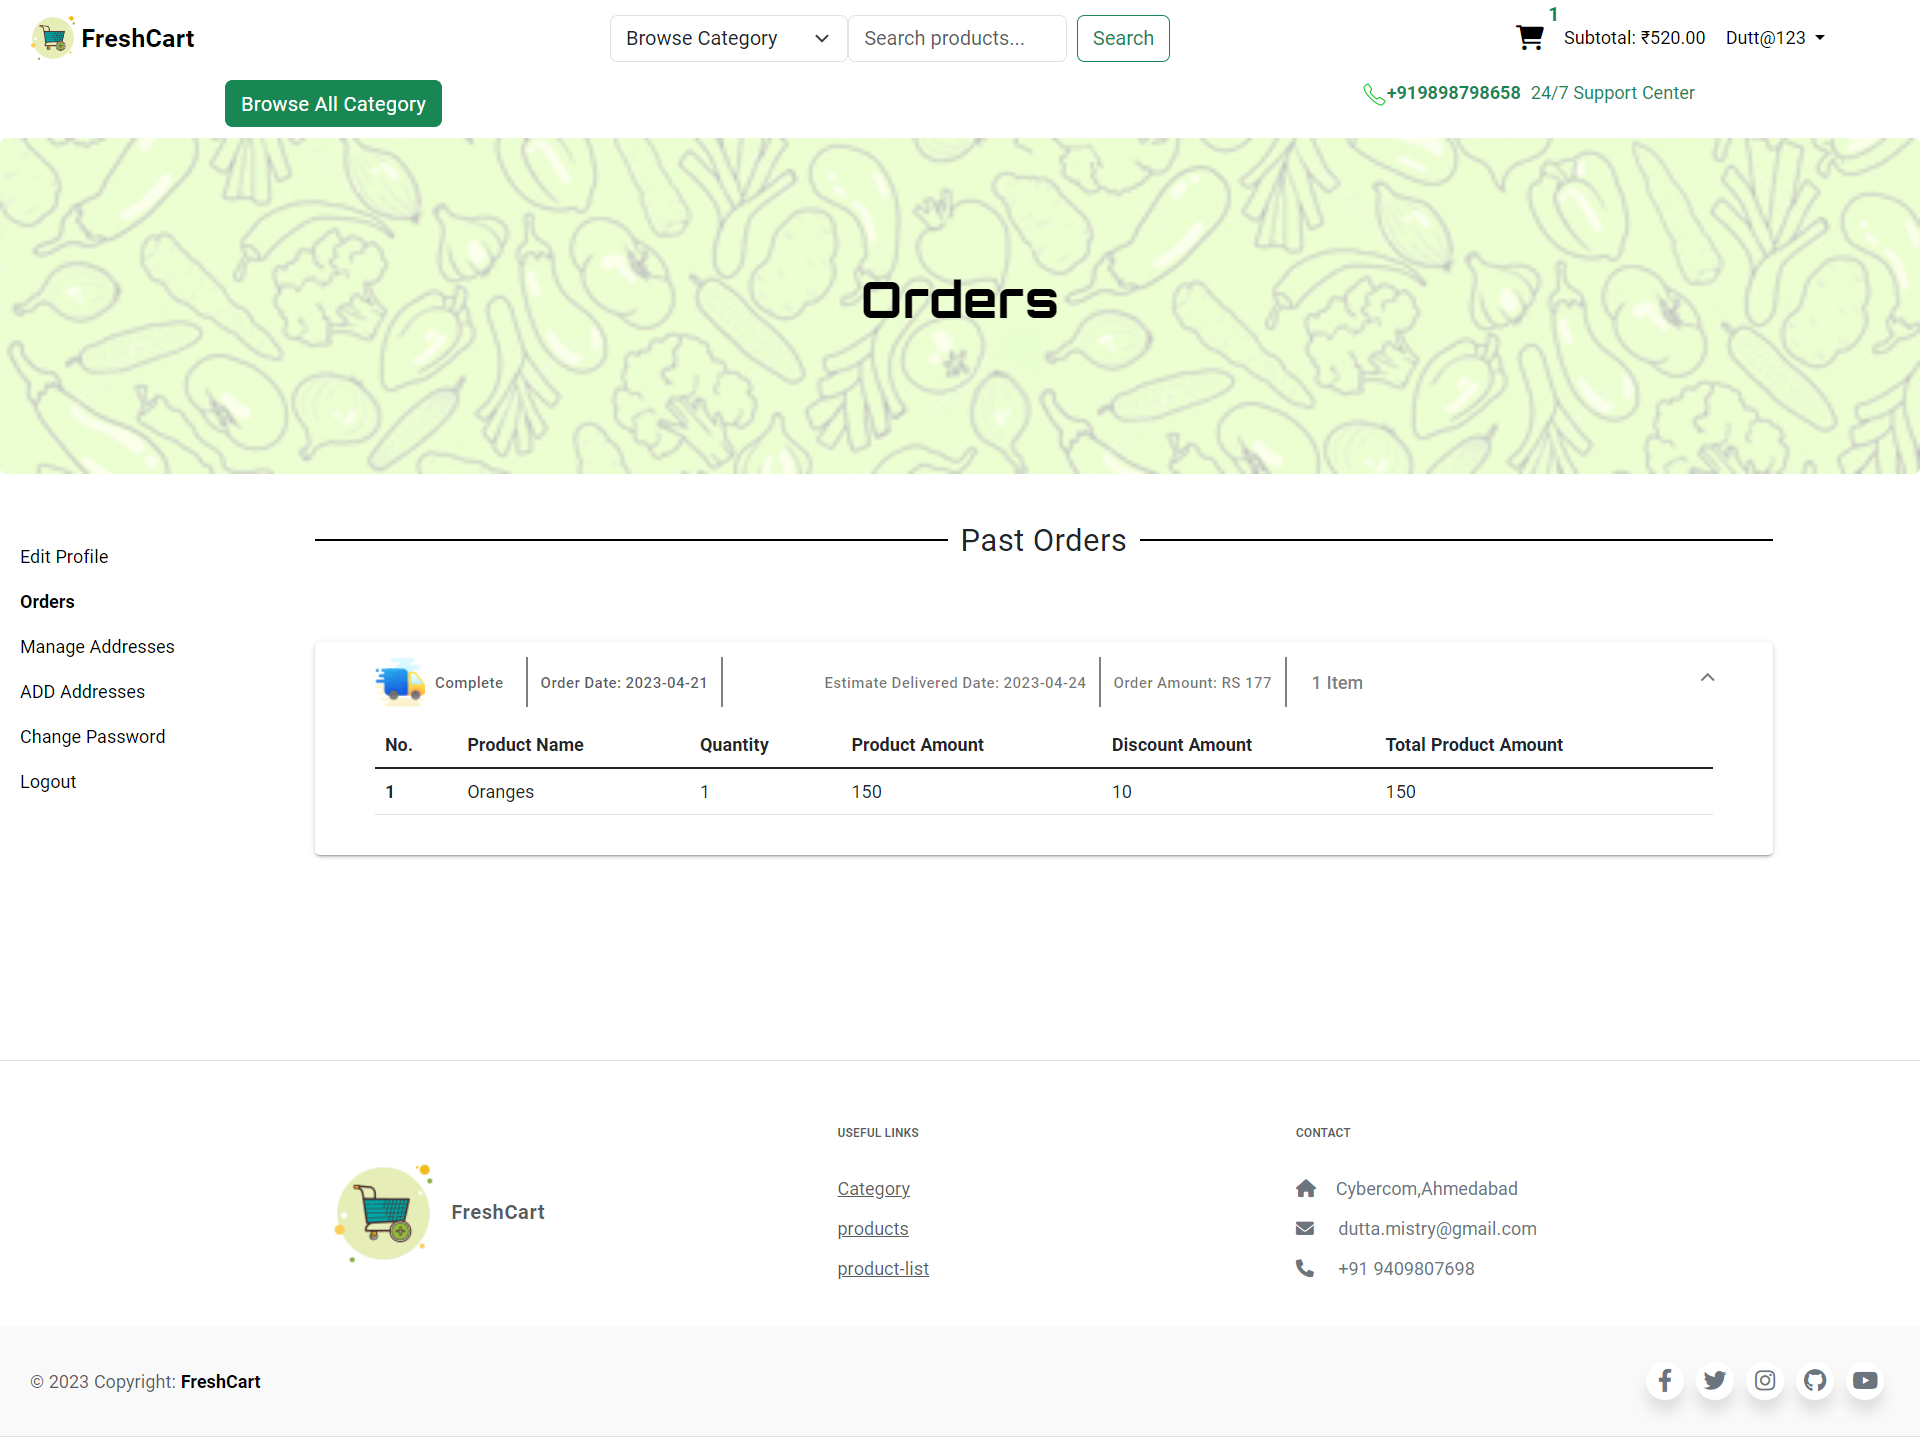 FreshCart
Browse Category
Search products...
Search
1
Subtotal: ₹520.00
Dutt@123
Browse All Category
+919898798658 24/7 Support Center
Orders
Edit Profile
Orders
Manage Addresses
ADD Addresses
Change Password
Logout
Past Orders
Complete
Order Date: 2023-04-21
Estimate Delivered Date: 2023-04-24
Order Amount: RS 177
1 Item
No. Product Name Quantity Product Amount Discount Amount Total Product Amount
1 Oranges 1 150 10 150
FreshCart
USEFUL LINKS
Category
products
product-list
CONTACT
Cybercom,Ahmedabad
dutta.mistry@gmail.com
+91 9409807698
© 2023 Copyright: FreshCart